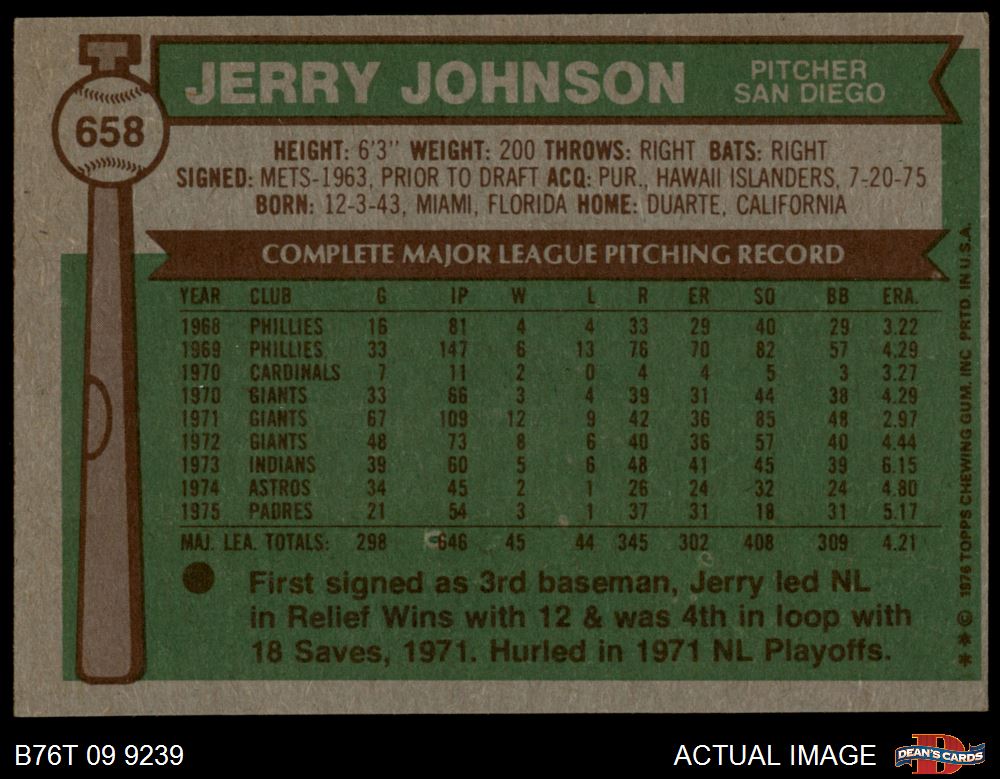 658
JERRY JOHNSON
PITCHER
SAN DIEGO
HEIGHT: 6'3" WEIGHT: 200 THROWS: RIGHT BATS: RIGHT
SIGNED: METS-1963, PRIOR TO DRAFT ACQ: PUR., HAWAII ISLANDERS, 7-20-75
BORN: 12-3-43, MIAMI, FLORIDA HOME: DUARTE, CALIFORNIA
COMPLETE MAJOR LEAGUE PITCHING RECORD
YEAR CLUB G IP W L R ER SO BB ERA.
1968 PHILLIES 16 81 4 4 33 29 40 29 3.22
1969 PHILLIES 33 147 6 13 76 70 82 57 4.29
1970 CARDINALS 7 11 2 0 4 4 5 3 3.27
1970 GIANTS 33 66 3 4 39 31 44 38 4.29
1971 GIANTS 67 109 12 9 42 36 85 48 2.97
1972 GIANTS 48 73 8 6 40 36 57 40 4.44
1973 INDIANS 39 60 5 6 48 41 45 39 6.15
1974 ASTROS 34 45 2 1 26 24 32 24 4.80
1975 PADRES 21 54 3 1 37 31 18 31 5.17
MAJ. LEA. TOTALS: 298 646 45 44 345 302 408 309 4.21
First signed as 3rd baseman, Jerry led NL
in Relief Wins with 12 & was 4th in loop with
18 Saves, 1971. Hurled in 1971 NL Playoffs.
** © 1976 TOPPS CHEWING GUM, INC PRTD. IN U.S.A.
B76T 09 9239
ACTUAL IMAGE
DEAN'S CARDS